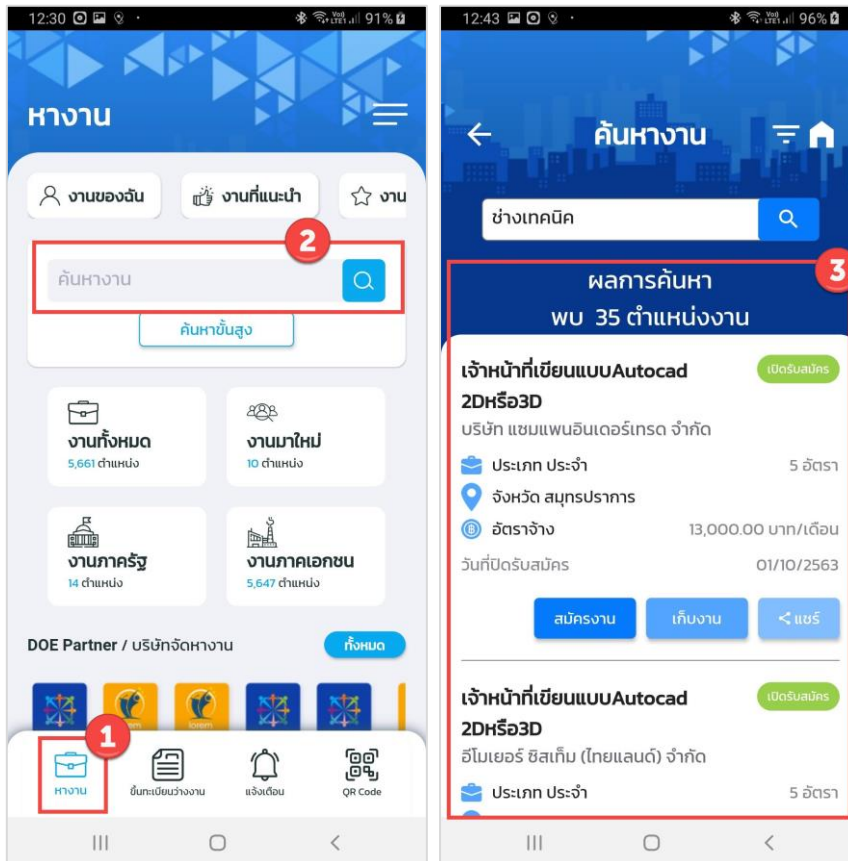 12:30
Vo) LTE1 91%
หางาน
งานของฉัน
งานที่แนะนำ
งาน
2
ค้นหางาน
ค้นหาขั้นสูง
งานทั้งหมด
5,661 ตำแหน่ง
งานมาใหม่
10 ตำแหน่ง
งานภาครัฐ
14 ตำแหน่ง
งานภาคเอกชน
5,647 ตำแหน่ง
DOE Partner / บริษัทจัดหางาน
ทั้งหมด
lorem
lorem
1
หางาน
ขึ้นทะเบียนว่างงาน
แจ้งเตือน
QR Code
12:43
Vo) LTE1 96%
ค้นหางาน
ช่างเทคนิค
3
ผลการค้นหา
พบ 35 ตำแหน่งงาน
เจ้าหน้าที่เขียนแบบAutocad
2Dหรือ3D
เปิดรับสมัคร
บริษัท แชมแพนอินเดอร์เทรด จำกัด
ประเภท ประจำ
5 อัตรา
จังหวัด สมุทรปราการ
อัตราจ้าง
13,000.00 บาท/เดือน
วันที่ปิดรับสมัคร
01/10/2563
สมัครงาน
เก็บงาน
แชร์
เจ้าหน้าที่เขียนแบบAutocad
2Dหรือ3D
เปิดรับสมัคร
อีโมเยอร์ ซิสเท็ม (ไทยแลนด์) จำกัด
ประเภท ประจำ
5 อัตรา